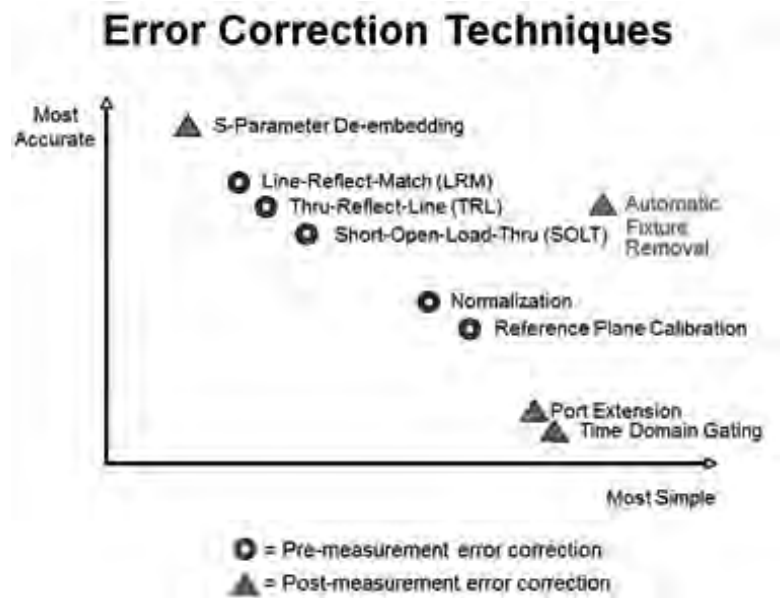 Error Correction Techniques
Most
Accurate
S-Parameter De-embedding
Line-Reflect-Match (LRM)
Thru-Reflect-Line (TRL)
Short-Open-Load-Thru (SOLT)
Automatic
Fixture
Removal
Normalization
Reference Plane Calibration
Port Extension
Time Domain Gating
Most Simple
= Pre-measurement error correction
= Post-measurement error correction